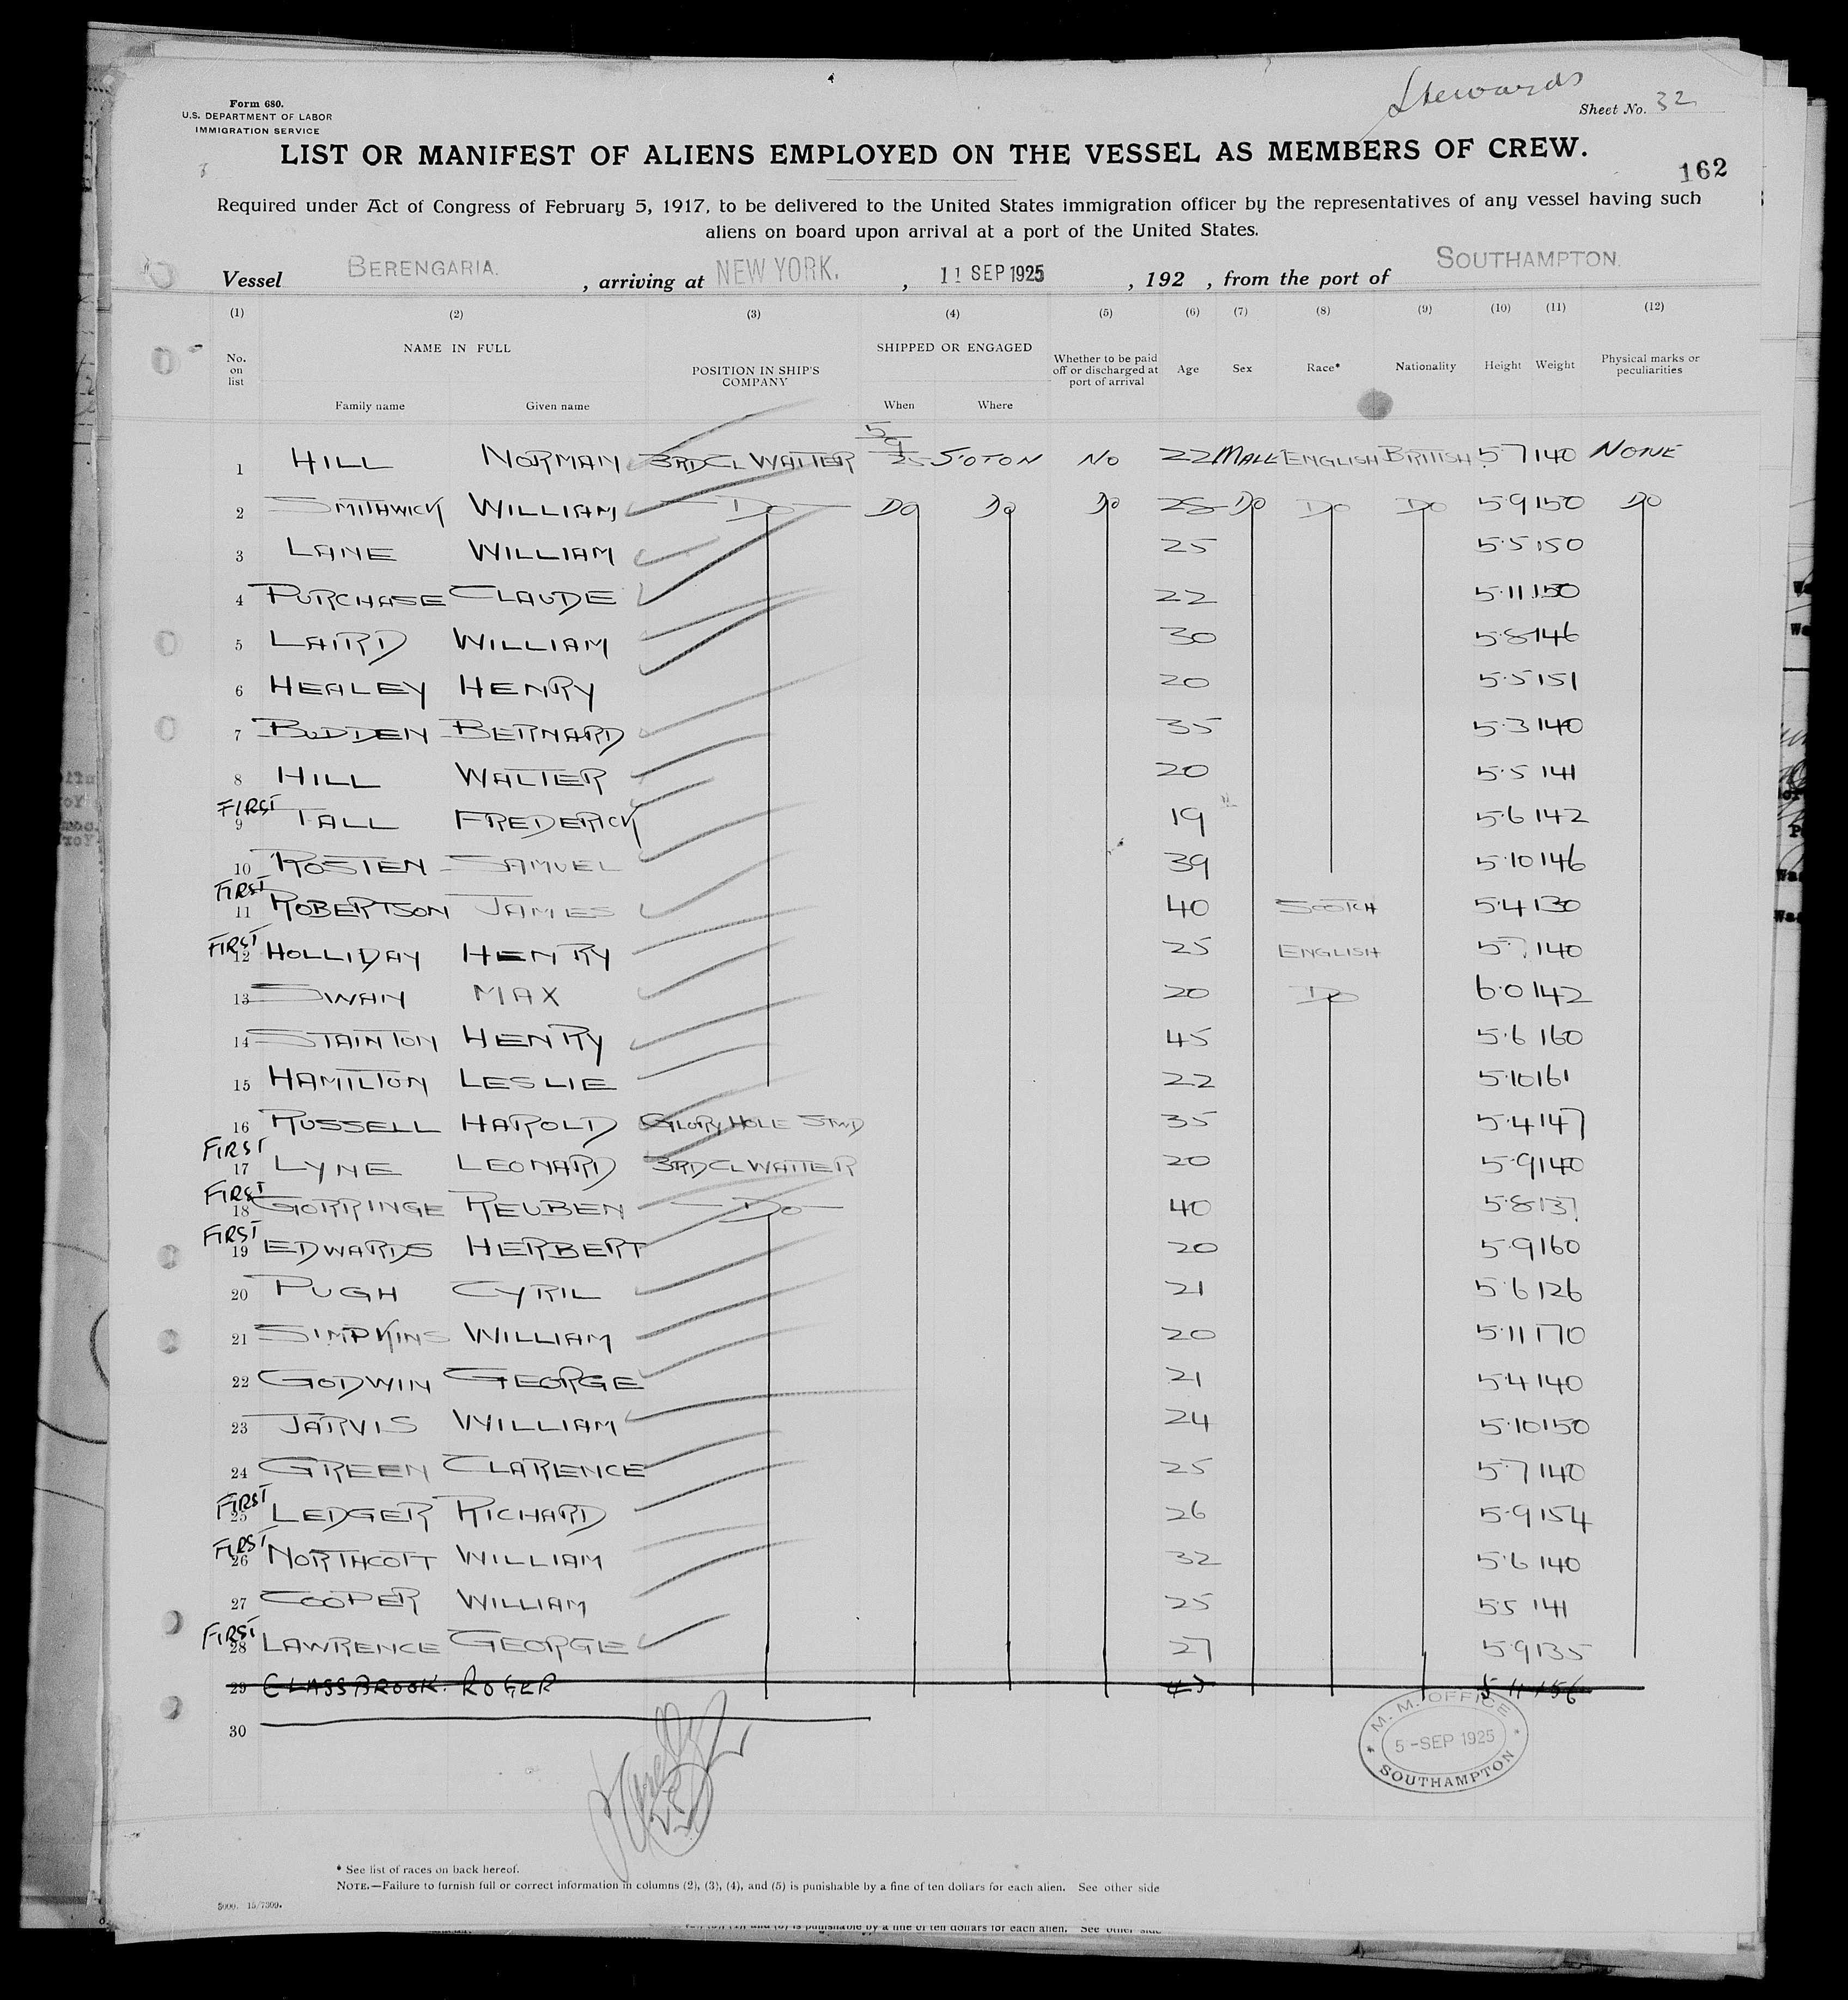 Stewards
Form 680.
U.S. DEPARTMENT OF LABOR
IMMIGRATION SERVICE
Sheet No. 32
LIST OR MANIFEST OF ALIENS EMPLOYED ON THE VESSEL AS MEMBERS OF CREW.
162
Required under Act of Congress of February 5, 1917, to be delivered to the United States immigration officer by the representatives of any vessel having such
aliens on board upon arrival at a port of the United States.
Vessel BERENGARIA. , arriving at NEW YORK. , 11 SEP 1925 , 192 , from the port of SOUTHAMPTON.
(1) (2) (3) (4) (5) (6) (7) (8) (9) (10) (11) (12)
No. on list NAME IN FULL Family name Given name POSITION IN SHIP'S COMPANY SHIPPED OR ENGAGED When Where Whether to be paid off or discharged at port of arrival Age Sex Race* Nationality Height Weight Physical marks or peculiarities
1 HILL NORMAN 3RD CL WAITER 5/9/25 S'OTON NO 22 MALE ENGLISH BRITISH 5 7 140 NONE
2 SMITHWICK WILLIAM DO DO DO DO 28 DO DO DO 5.9 150 DO
3 LANE WILLIAM 25 5.5 150
4 PURCHASE CLAUDE 22 5.11 150
5 LAIRD WILLIAM 30 5.8 146
6 HEALEY HENRY 20 5.5 151
7 BUDDEN BERNARD 35 5.3 140
8 HILL WALTER 20 5.5 141
FIRST 9 TALL FREDERICK 19 5.6 142
10 ROSTEN SAMUEL 39 5.10 146
FIRST 11 ROBERTSON JAMES 40 SCOTCH 5.4 130
FIRST 12 HOLLIDAY HENRY 25 ENGLISH 5.7 140
13 SWAN MAX 20 DO 6.0 142
14 STAINTON HENRY 45 5.6 160
15 HAMILTON LESLIE 22 5.10 161
16 RUSSELL HAROLD GLORY HOLE STWD 35 5.4 147
FIRST 17 LYNE LEONARD 3RD CL WAITER 20 5.9 140
FIRST 18 GORRINGE REUBEN DO 40 5.8 137
FIRST 19 EDWARDS HERBERT 20 5.9 160
20 PUGH CYRIL 21 5.6 126
21 SIMPKINS WILLIAM 20 5.11 170
22 GODWIN GEORGE 21 5.4 140
23 JARVIS WILLIAM 24 5.10 150
24 GREEN CLARENCE 25 5.7 140
FIRST 25 LEDGER RICHARD 26 5.9 154
FIRST 26 NORTHCOTT WILLIAM 32 5.6 140
27 COOPER WILLIAM 25 5.5 141
FIRST 28 LAWRENCE GEORGE 27 5.9 135
29 GLASSBROOK. ROGER 5 11 156
30
M. M. OFFICE
5-SEP 1925
SOUTHAMPTON
* See list of races on back hereof.
NOTE.—Failure to furnish full or correct information in columns (2), (3), (4), and (5) is punishable by a fine of ten dollars for each alien. See other side
5000. 15/7309.